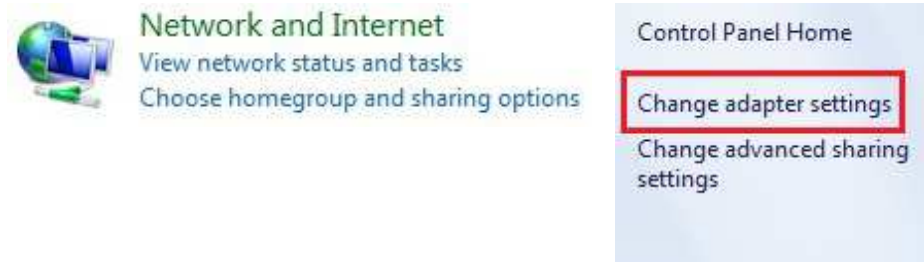 Network and Internet
View network status and tasks
Choose homegroup and sharing options
Control Panel Home
Change adapter settings
Change advanced sharing
settings